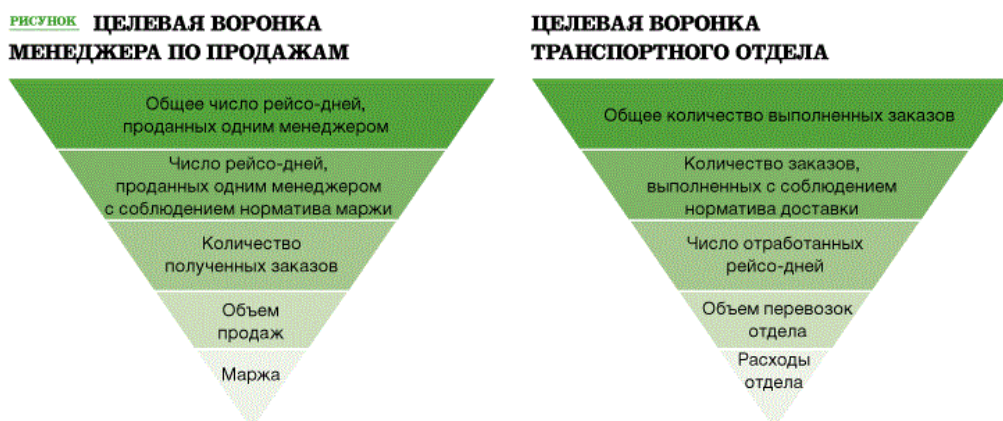 РИСУНОК ЦЕЛЕВАЯ ВОРОНКА
МЕНЕДЖЕРА ПО ПРОДАЖАМ
Общее число рейсо-дней,
проданных одним менеджером
Число рейсо-дней,
проданных одним менеджером
с соблюдением норматива маржи
Количество
полученных заказов
Объем
продаж
Маржа
ЦЕЛЕВАЯ ВОРОНКА
ТРАНСПОРТНОГО ОТДЕЛА
Общее количество выполненных заказов
Количество заказов,
выполненных с соблюдением
норматива доставки
Число отработанных
рейсо-дней
Объем перевозок
отдела
Расходы
отдела